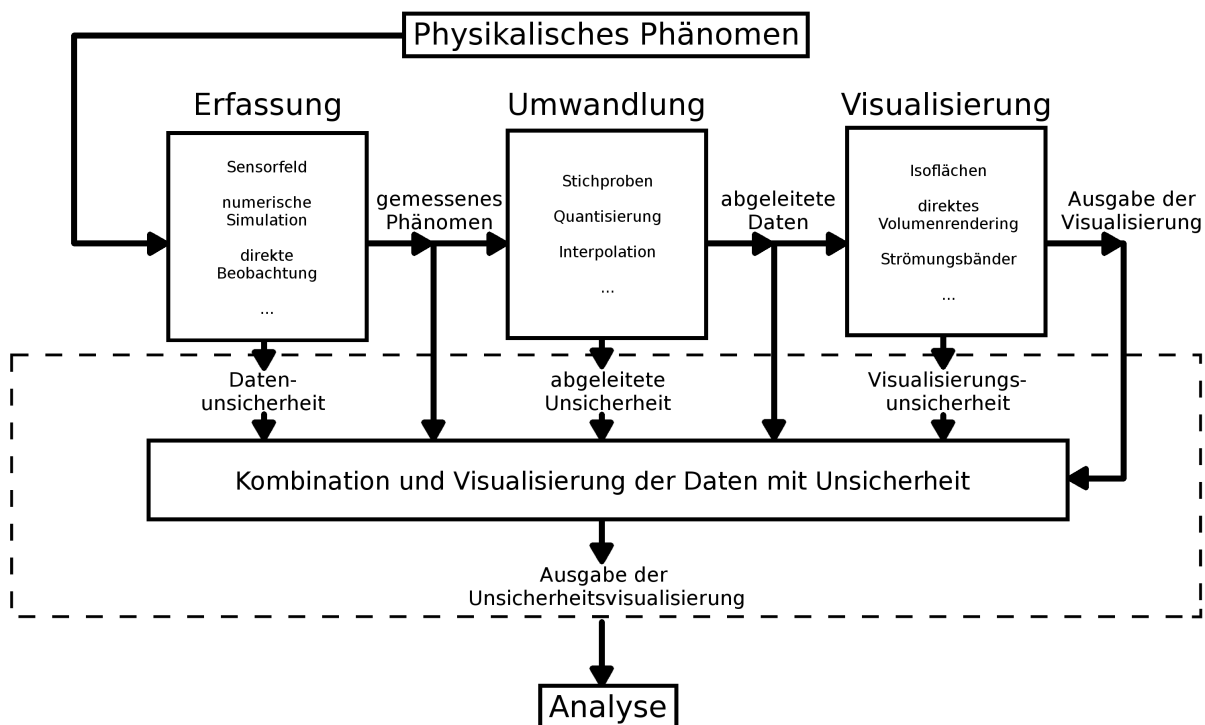 Physikalisches Phänomen
Erfassung
Sensorfeld
numerische
Simulation
direkte
Beobachtung
...
gemessenes
Phänomen
Umwandlung
Stichproben
Quantisierung
Interpolation
...
abgeleitete
Daten
Visualisierung
Isoflächen
direktes
Volumenrendering
Strömungsbänder
...
Ausgabe der
Visualisierung
Daten-
unsicherheit
abgeleitete
Unsicherheit
Visualisierungs-
unsicherheit
Kombination und Visualisierung der Daten mit Unsicherheit
Ausgabe der
Unsicherheitsvisualisierung
Analyse